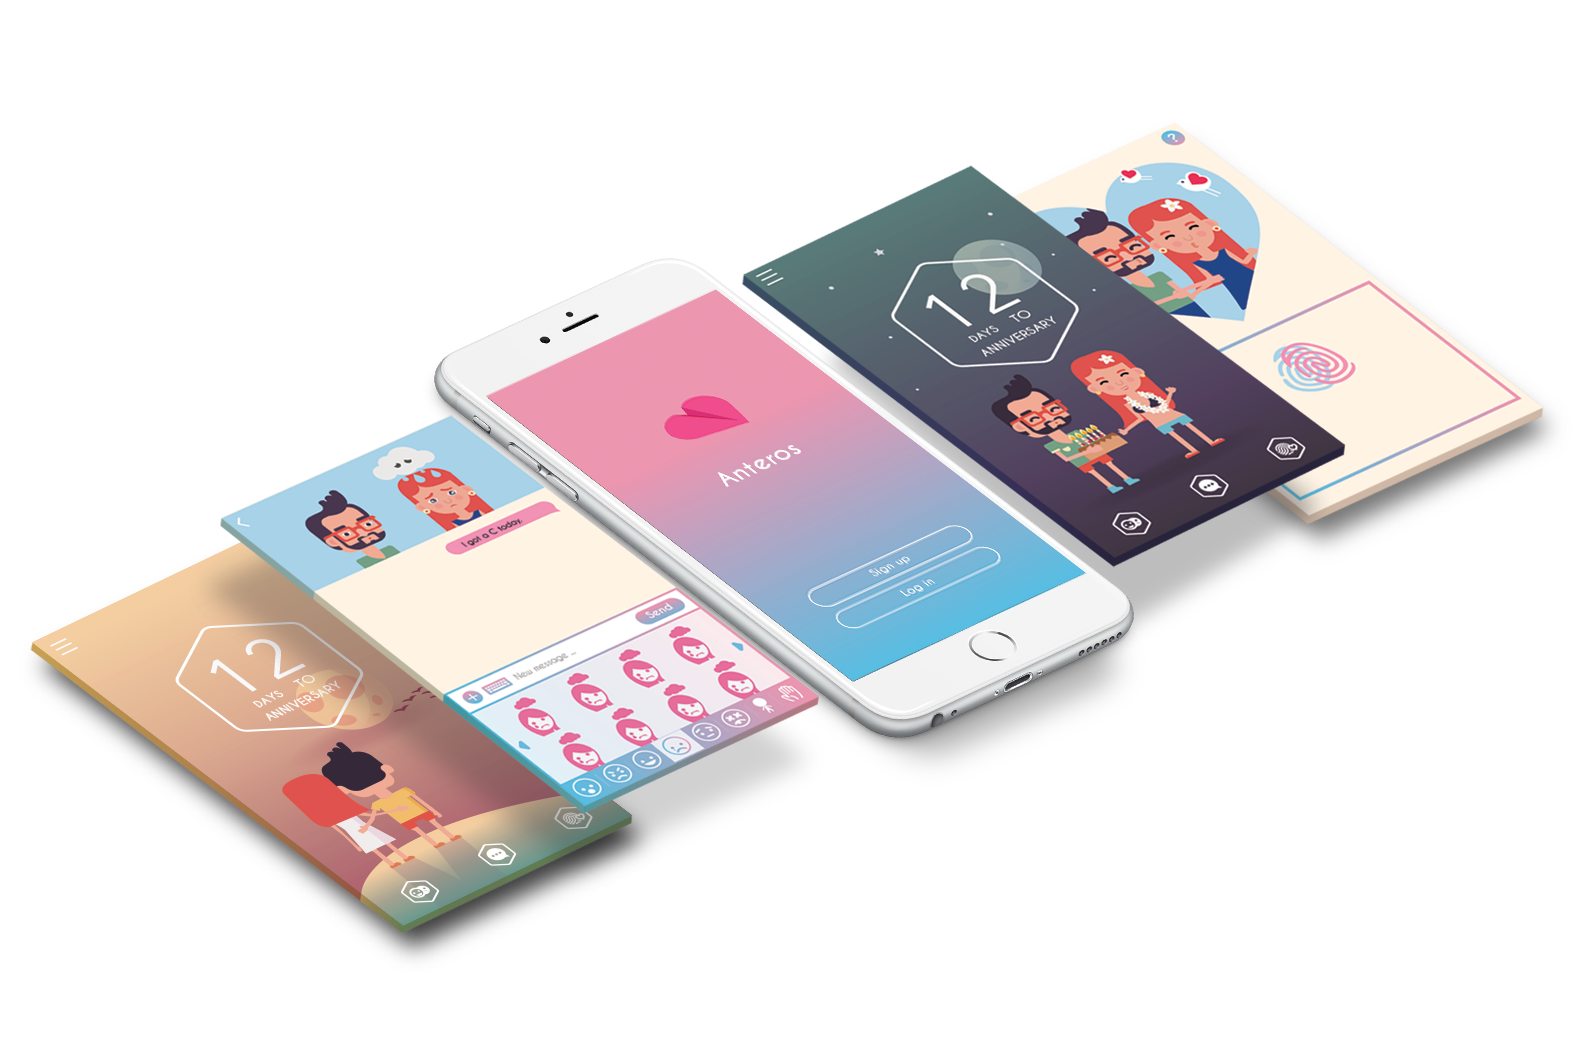 12
DAYS TO
ANNIVERSARY
I got a C today.
Send
New message ...
Anteros
Sign up
Log in
12
DAYS TO
ANNIVERSARY
?